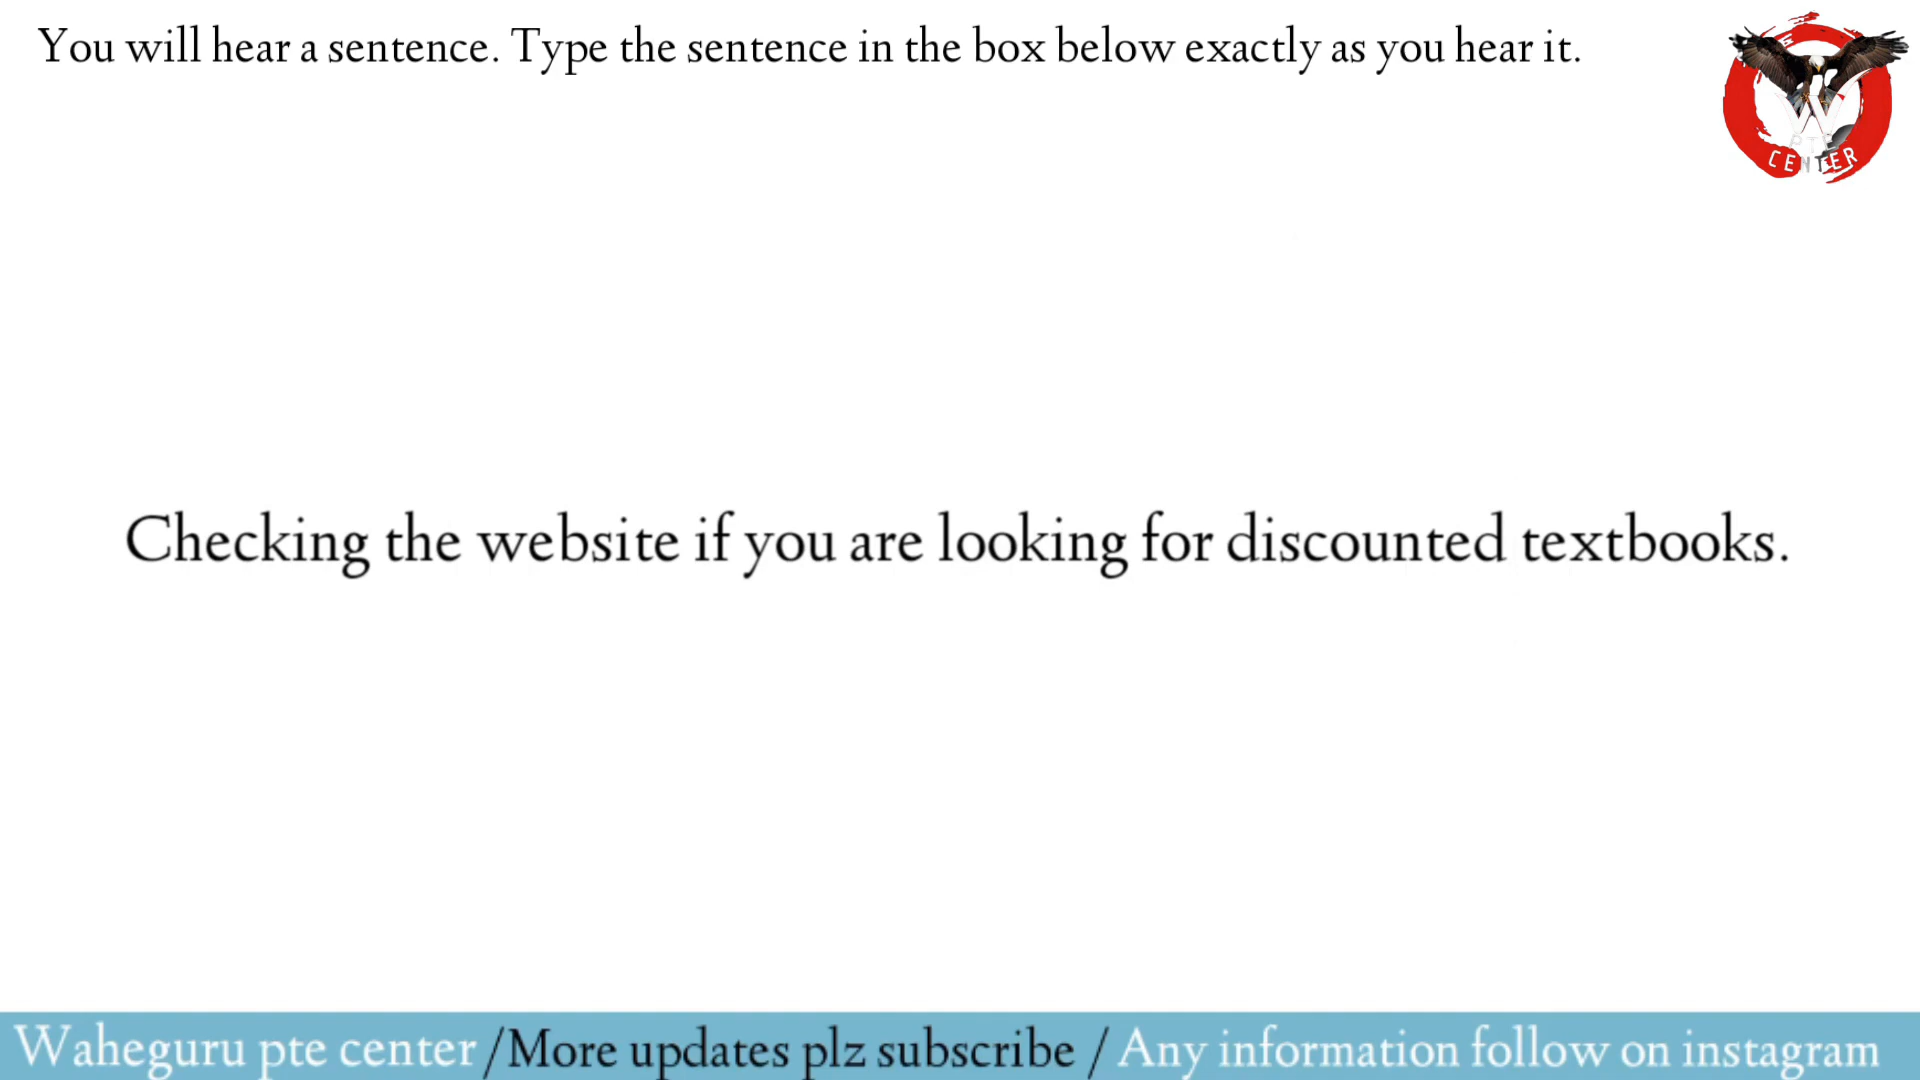 You will hear a sentence. Type the sentence in the box below exactly as you hear it.
W
PTE
CENTER
Checking the website if you are looking for discounted textbooks.
Waheguru pte center /More updates plz subscribe / Any information follow on instagram